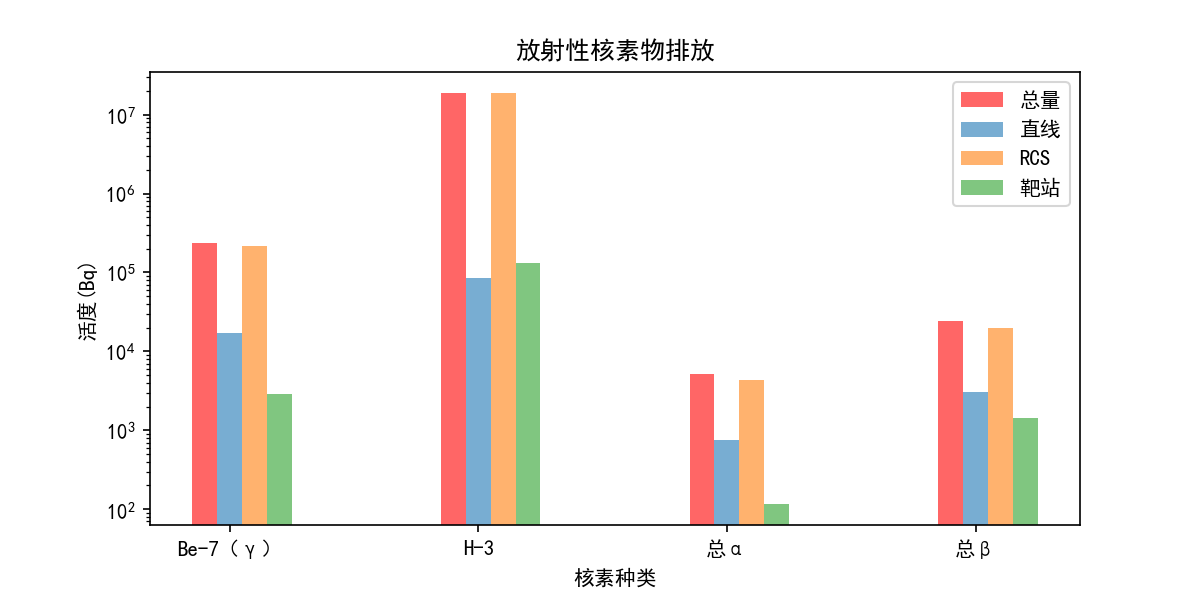 放射性核素物排放
总量
直线
RCS
靶站
活度(Bq)
10^7
10^6
10^5
10^4
10^3
10^2
Be-7（γ） H-3 总α 总β
核素种类